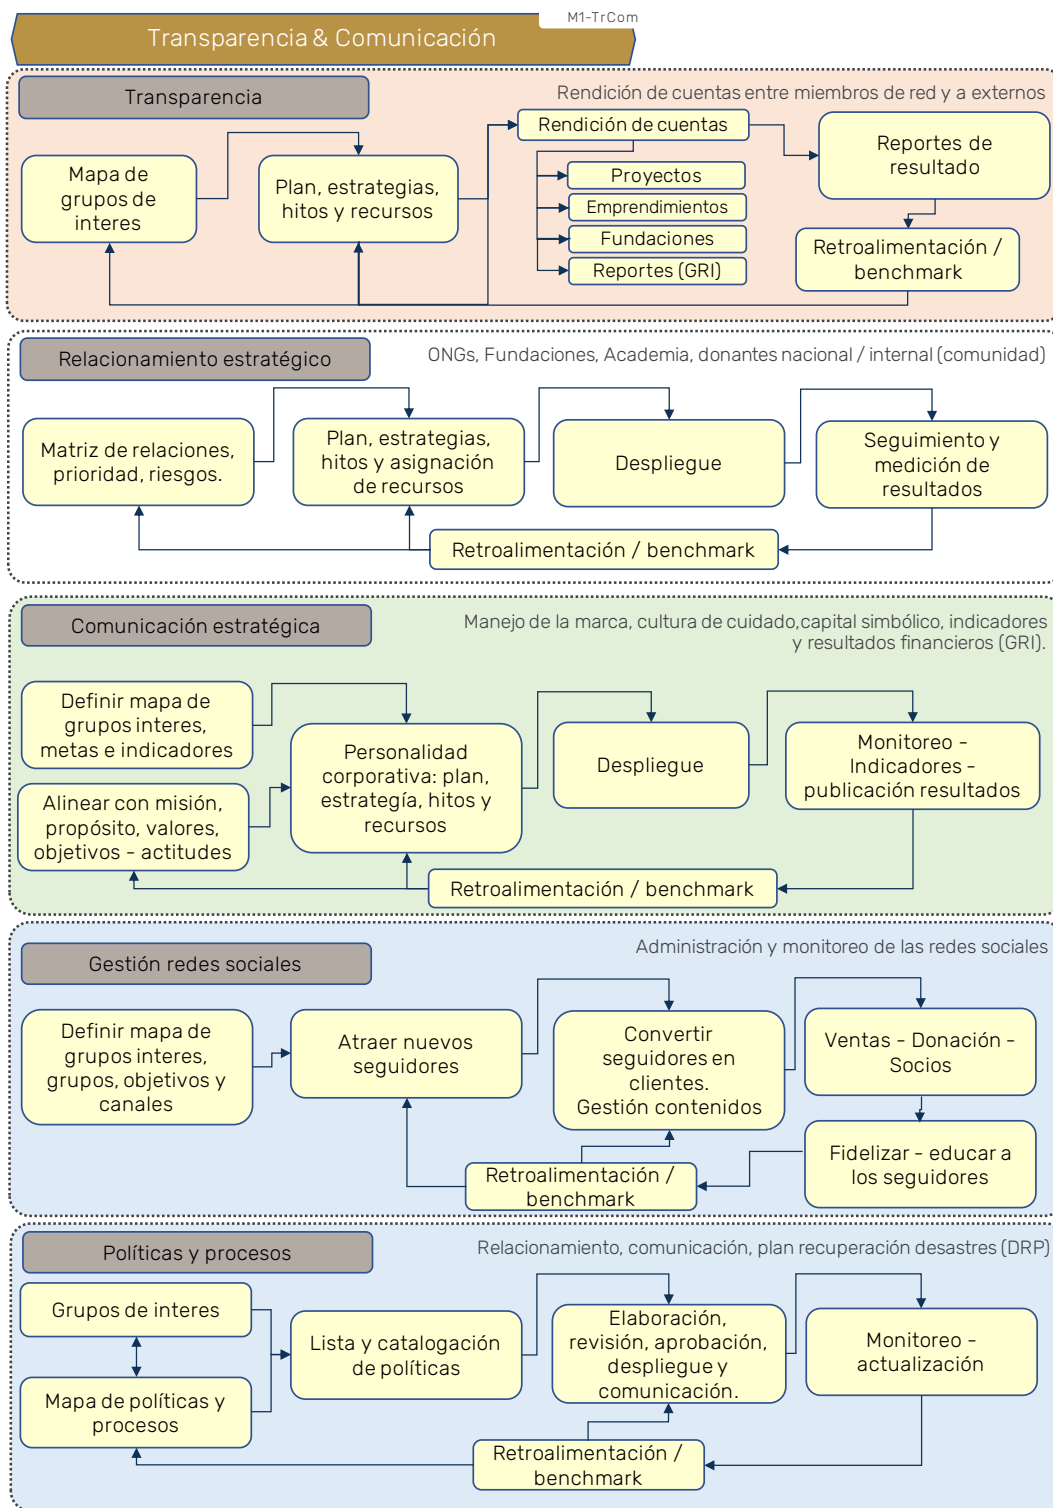 M1-TrCom
Transparencia & Comunicación
Transparencia
Rendición de cuentas entre miembros de red y a externos
Mapa de
grupos de
interes
Plan, estrategias,
hitos y recursos
Rendición de cuentas
Proyectos
Emprendimientos
Fundaciones
Reportes (GRI)
Reportes de
resultado
Retroalimentación /
benchmark
Relacionamiento estratégico
ONGs, Fundaciones, Academia, donantes nacional / internal (comunidad)
Matriz de relaciones,
prioridad, riesgos.
Plan, estrategias,
hitos y asignación
de recursos
Despliegue
Seguimiento y
medición de
resultados
Retroalimentación / benchmark
Comunicación estratégica
Manejo de la marca, cultura de cuidado,capital simbólico, indicadores
y resultados financieros (GRI).
Definir mapa de
grupos interes,
metas e indicadores
Alinear con misión,
propósito, valores,
objetivos - actitudes
Personalidad
corporativa: plan,
estrategía, hitos y
recursos
Despliegue
Monitoreo -
Indicadores -
publicación resultados
Retroalimentación / benchmark
Gestión redes sociales
Administración y monitoreo de las redes sociales
Definir mapa de
grupos interes,
grupos, objetivos y
canales
Atraer nuevos
seguidores
Convertir
seguidores en
clientes.
Gestión contenidos
Ventas - Donación -
Socios
Fidelizar - educar a
los seguidores
Retroalimentación /
benchmark
Políticas y procesos
Relacionamiento, comunicación, plan recuperación desastres (DRP)
Grupos de interes
Mapa de políticas y
procesos
Lista y catalogación
de políticas
Elaboración,
revisión, aprobación,
despliegue y
comunicación.
Monitoreo -
actualización
Retroalimentación /
benchmark